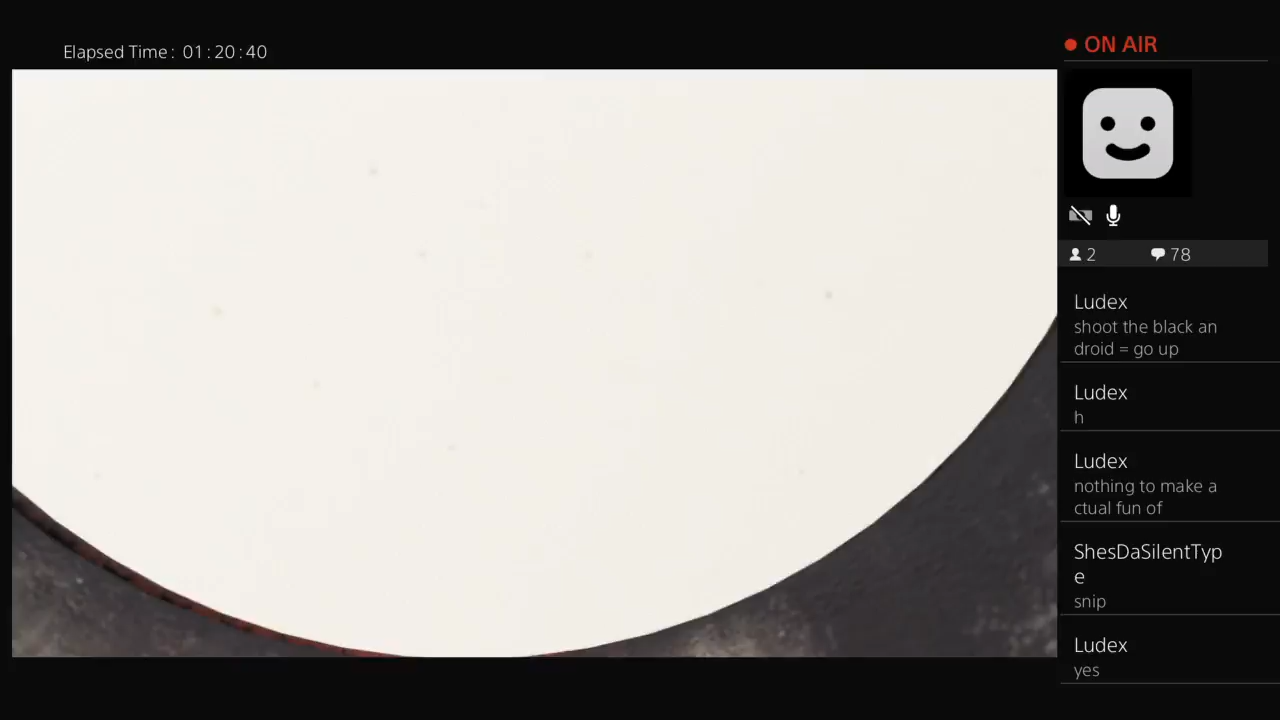 Elapsed Time: 01:20:40
ON AIR
2 78
Ludex
shoot the black an
droid = go up
Ludex
h
Ludex
nothing to make a
ctual fun of
ShesDaSilentTyp
e
snip
Ludex
yes